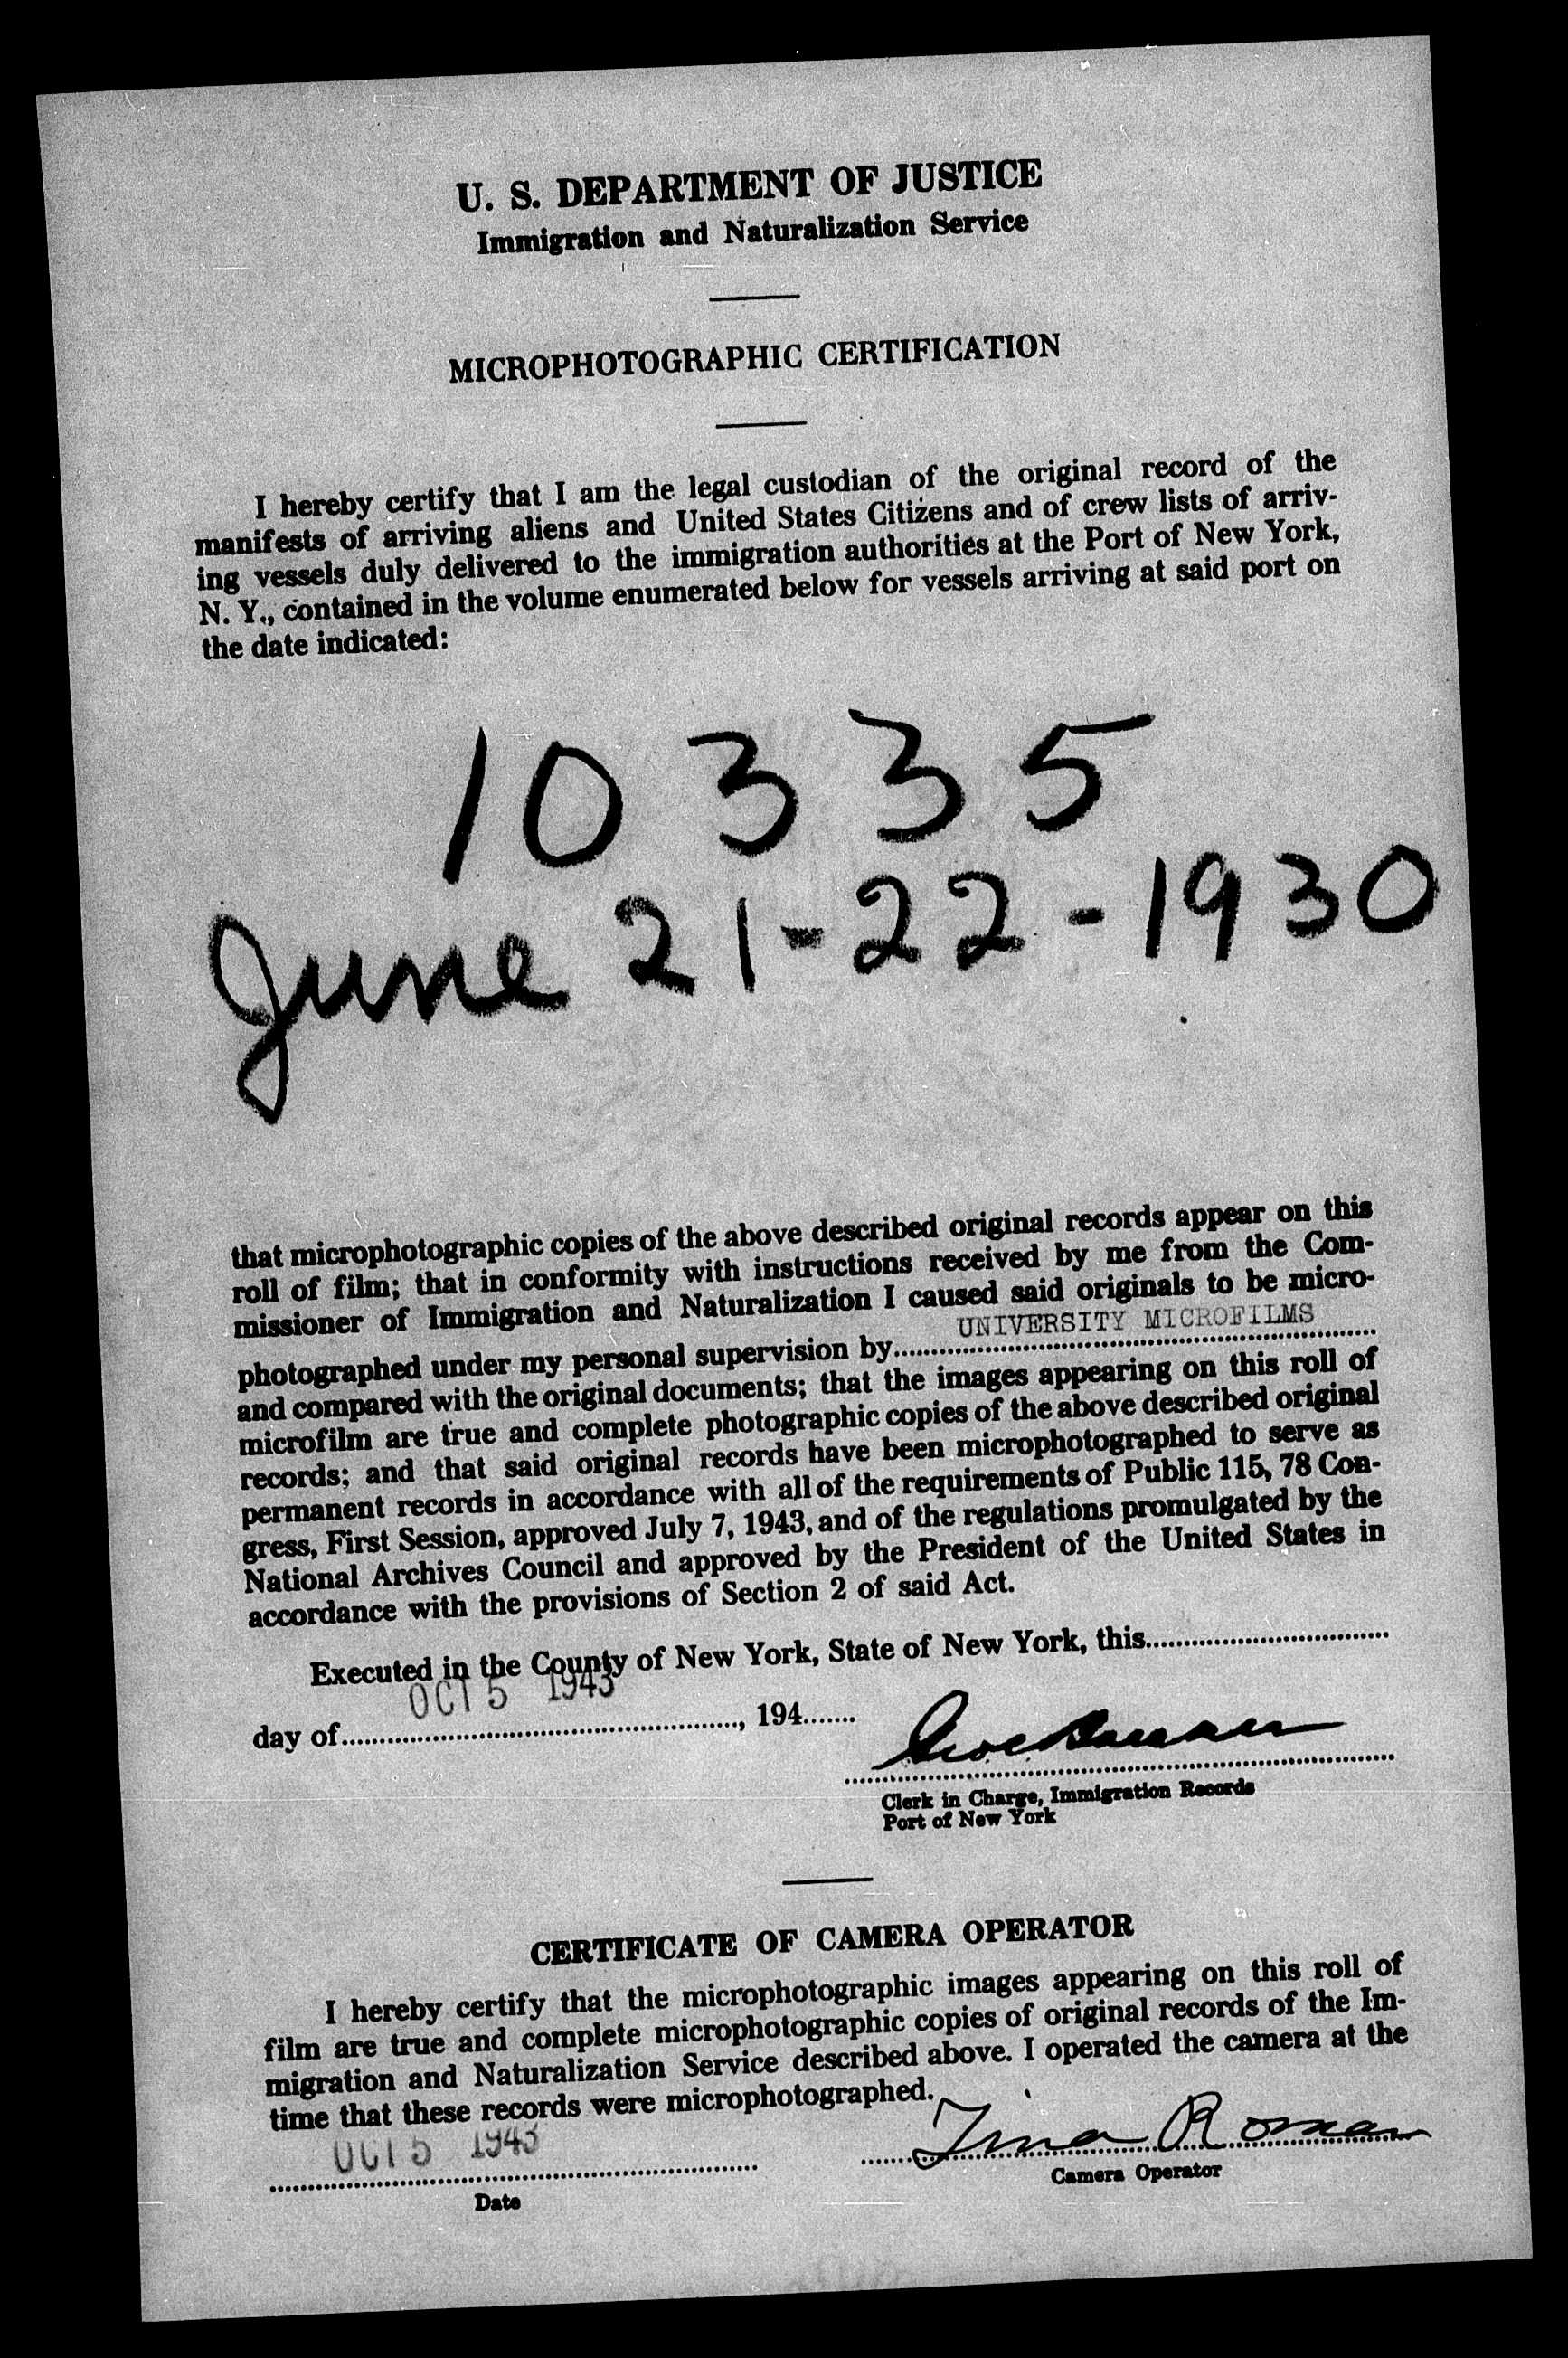 U. S. DEPARTMENT OF JUSTICE
Immigration and Naturalization Service
MICROPHOTOGRAPHIC CERTIFICATION
I hereby certify that I am the legal custodian of the original record of the
manifests of arriving aliens and United States Citizens and of crew lists of arriv-
ing vessels duly delivered to the immigration authorities at the Port of New York,
N. Y., contained in the volume enumerated below for vessels arriving at said port on
the date indicated:
10335
June 21-22-1930
that microphotographic copies of the above described original records appear on this
roll of film; that in conformity with instructions received by me from the Com-
missioner of Immigration and Naturalization I caused said originals to be micro-
UNIVERSITY MICROFILMS
photographed under my personal supervision by
and compared with the original documents; that the images appearing on this roll of
microfilm are true and complete photographic copies of the above described original
records; and that said original records have been microphotographed to serve as
permanent records in accordance with all of the requirements of Public 115, 78 Con-
gress, First Session, approved July 7, 1943, and of the regulations promulgated by the
National Archives Council and approved by the President of the United States in
accordance with the provisions of Section 2 of said Act.
Executed in the County of New York, State of New York, this
OCT 5 1943
day of , 194
Clerk in Charge, Immigration Records
Port of New York
CERTIFICATE OF CAMERA OPERATOR
I hereby certify that the microphotographic images appearing on this roll of
film are true and complete microphotographic copies of original records of the Im-
migration and Naturalization Service described above. I operated the camera at the
time that these records were microphotographed.
OCT 5 1943
Roman
Date
Camera Operator